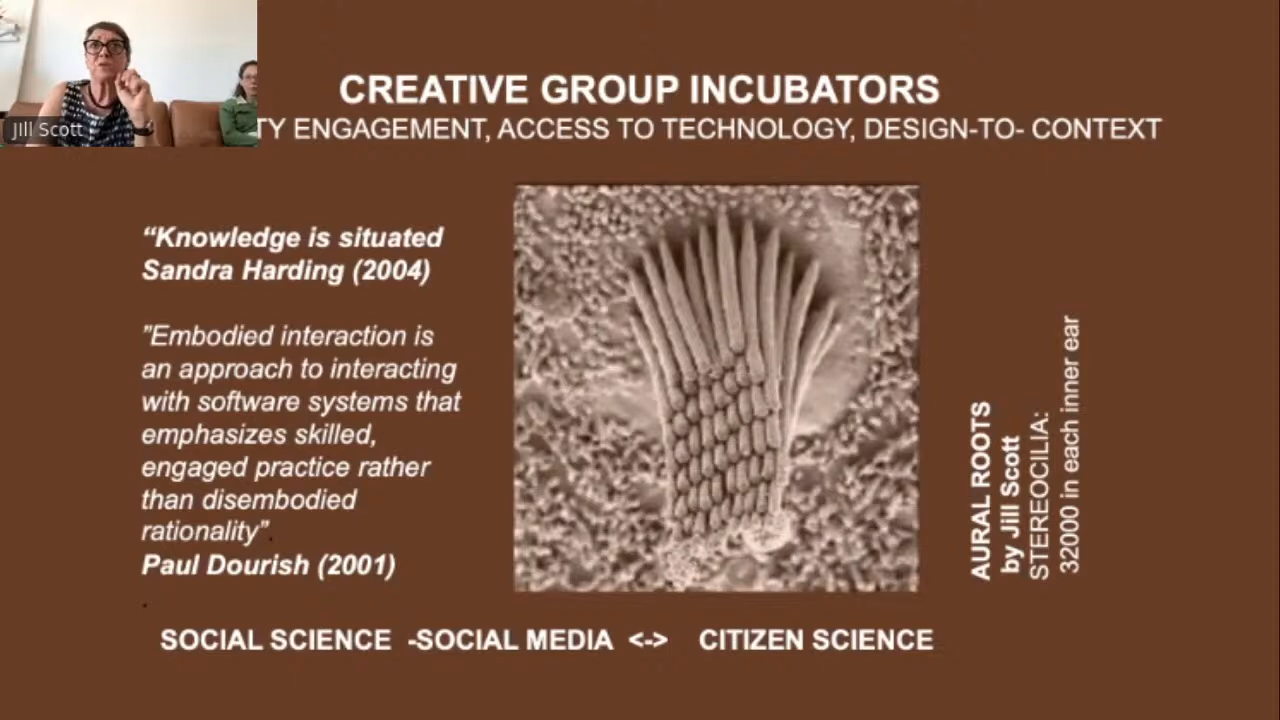 JIll Scott
CREATIVE GROUP INCUBATORS
TY ENGAGEMENT, ACCESS TO TECHNOLOGY, DESIGN-TO- CONTEXT
“Knowledge is situated
Sandra Harding (2004)
”Embodied interaction is
an approach to interacting
with software systems that
emphasizes skilled,
engaged practice rather
than disembodied
rationality”.
Paul Dourish (2001)
.
AURAL ROOTS
by Jill Scott
STEREOCILIA:
32000 in each inner ear
SOCIAL SCIENCE -SOCIAL MEDIA <-> CITIZEN SCIENCE